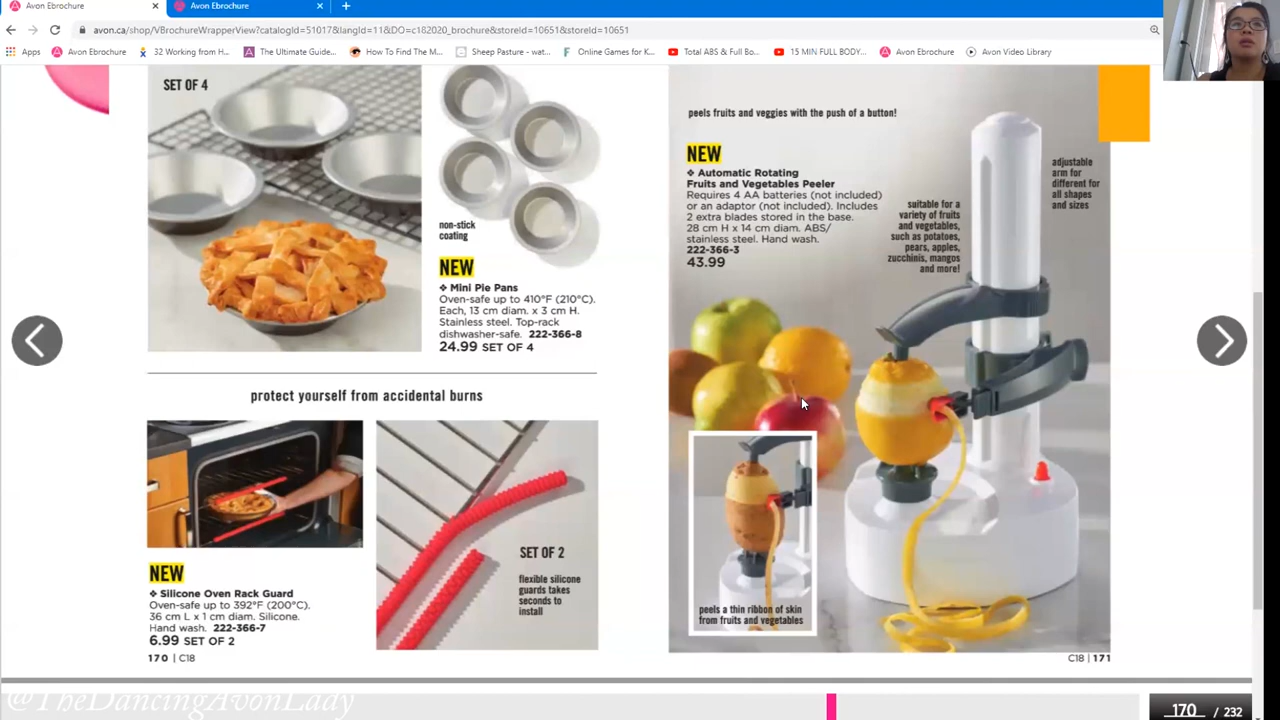 Avon Ebrochure
Avon Ebrochure
avon.ca/shop/VBrochureWrapperView?catalogId=51017&langId=11&DO=c182020_brochure&storeId=10651&storeId=10651
Apps
Avon Ebrochure
32 Working from H...
The Ultimate Guide...
How To Find The M...
Sheep Pasture - wat...
Online Games for K...
Total ABS & Full Bo...
15 MIN FULL BODY...
Avon Ebrochure
Avon Video Library
SET OF 4
non-stick
coating
NEW
❖ Mini Pie Pans
Oven-safe up to 410°F (210°C).
Each, 13 cm diam. x 3 cm H.
Stainless steel. Top-rack
dishwasher-safe. 222-366-8
24.99 SET OF 4
protect yourself from accidental burns
NEW
❖ Silicone Oven Rack Guard
Oven-safe up to 392°F (200°C).
36 cm L x 1 cm diam. Silicone.
Hand wash. 222-366-7
6.99 SET OF 2
SET OF 2
flexible silicone
guards takes
seconds to
install
170 | C18
peels fruits and veggies with the push of a button!
NEW
❖ Automatic Rotating
Fruits and Vegetables Peeler
Requires 4 AA batteries (not included)
or an adaptor (not included). Includes
2 extra blades stored in the base.
28 cm H x 14 cm diam. ABS/
stainless steel. Hand wash.
222-366-3
43.99
suitable for a
variety of fruits
and vegetables,
such as potatoes,
pears, apples,
zucchinis, mangos
and more!
adjustable
arm for
different for
all shapes
and sizes
peels a thin ribbon of skin
from fruits and vegetables
C18 | 171
@TheDancingAvonLady
170 / 232